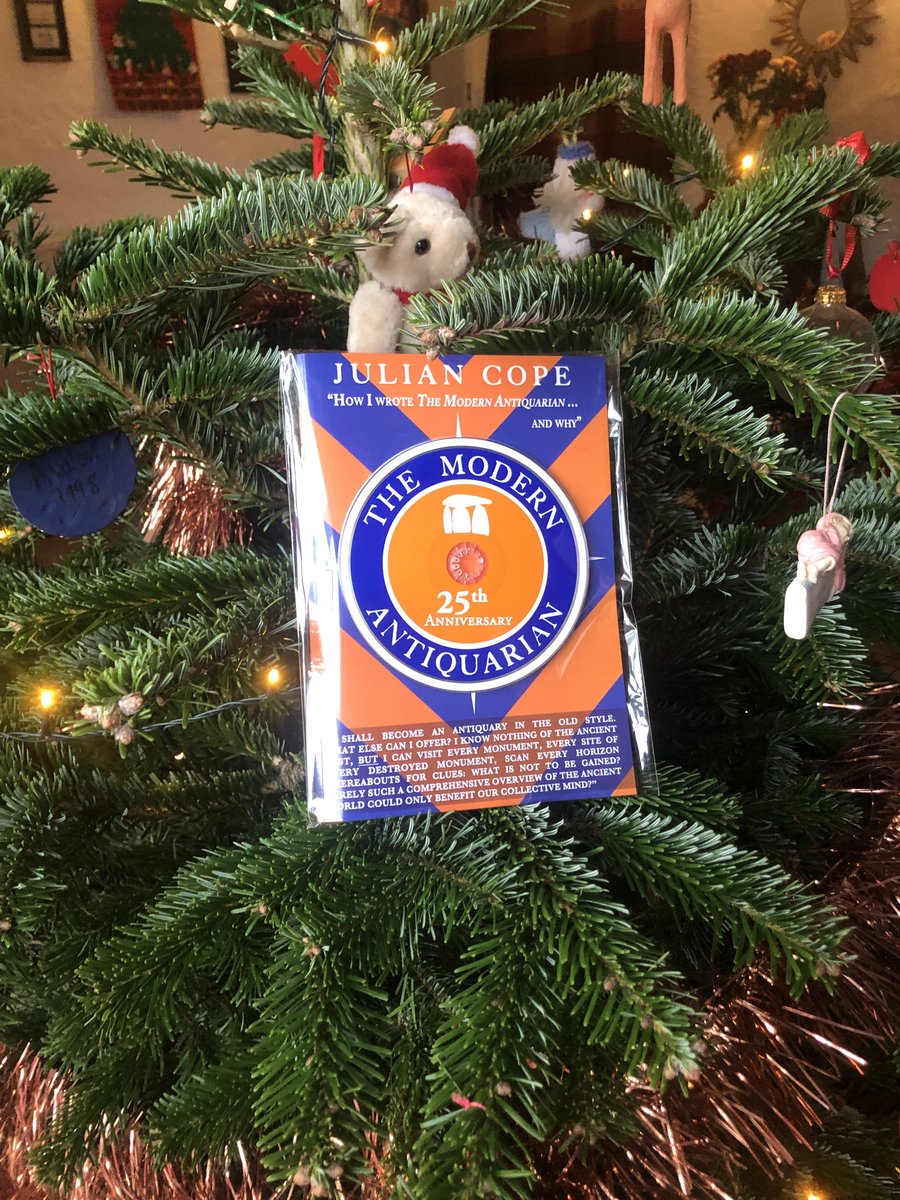 JULIAN COPE
"HOW I WROTE THE MODERN ANTIQUARIAN ...
AND WHY"
THE MODERN
25th
ANNIVERSARY
ANTIQUARIAN
SHALL BECOME AN ANTIQUARY IN THE OLD STYLE.
ELSE CAN I OFFER? I KNOW NOTHING OF THE ANCIENT
BUT I CAN VISIT EVERY MONUMENT, EVERY SITE OF
DESTROYED MONUMENT, SCAN EVERY HORIZON
FOR CLUES: WHAT IS NOT TO BE GAINED?
SUCH A COMPREHENSIVE OVERVIEW OF THE ANCIENT
COULD ONLY BENEFIT OUR COLLECTIVE MIND?"